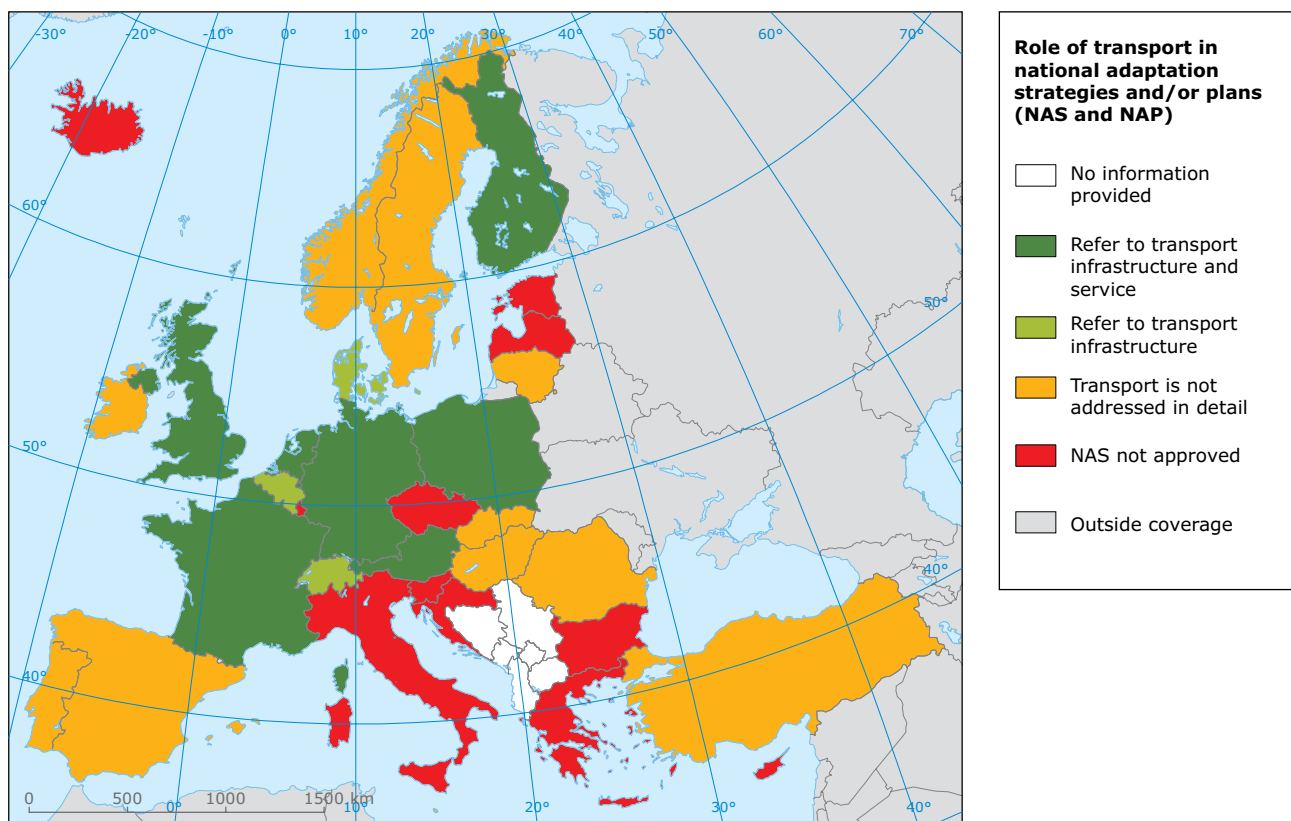 -30° -20° -10° 0° 10° 20° 30° 40° 50° 60° 70°
60°
50°
50°
40°
40°
0 500 1000 1500 km
0° 10° 20° 30° 40°
Role of transport in
national adaptation
strategies and/or plans
(NAS and NAP)
No information
provided
Refer to transport
infrastructure and
service
Refer to transport
infrastructure
Transport is not
addressed in detail
NAS not approved
Outside coverage